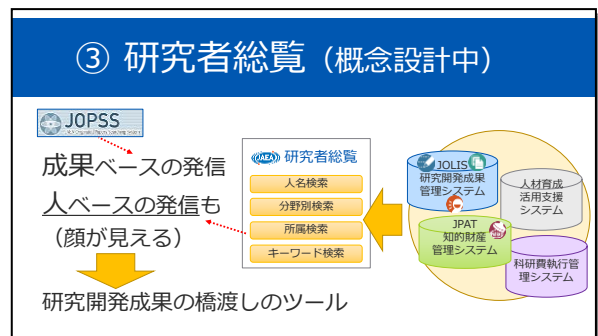 ③ 研究者総覧（概念設計中）
JOPSS
成果ベースの発信
人ベースの発信も
（顔が見える）
研究開発成果の橋渡しのツール
JAEA 研究者総覧
人名検索
分野別検索
所属検索
キーワード検索
JOLIS
研究開発成果
管理システム
人材育成
活用支援
システム
JPAT
知的財産
管理システム
科研費執行管
理システム